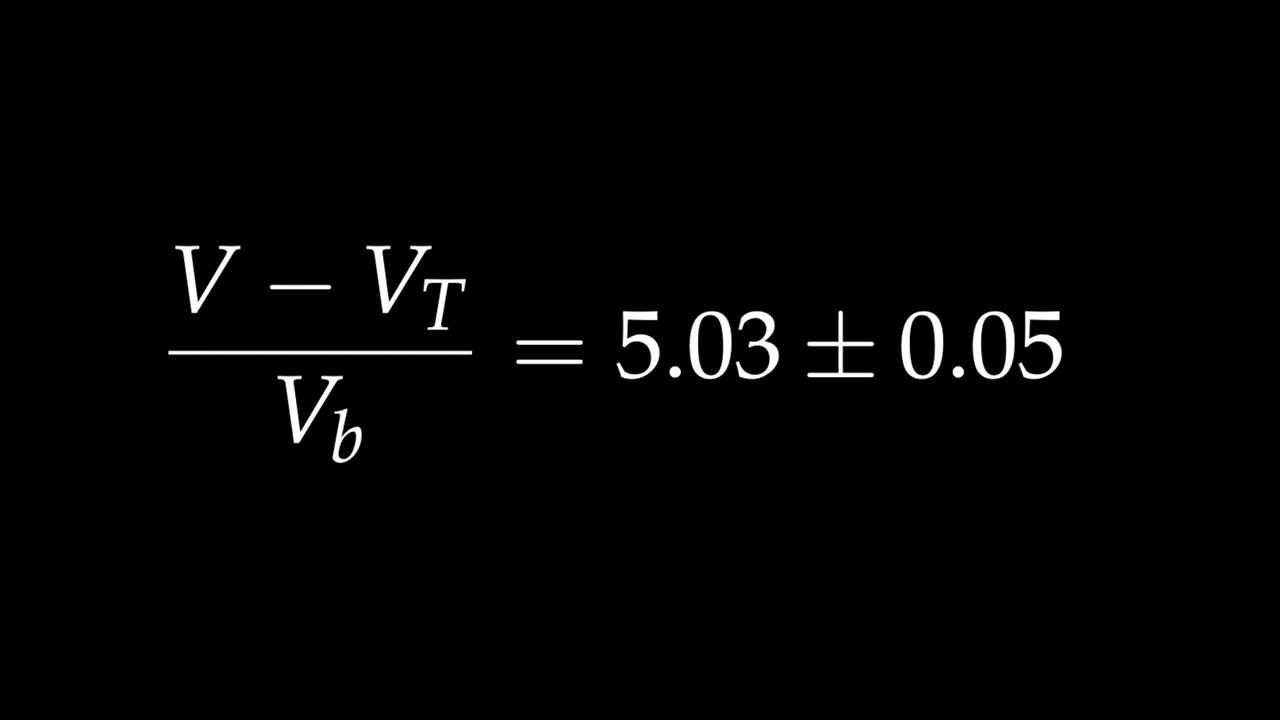 V − V_T
V_b
= 5.03 ± 0.05